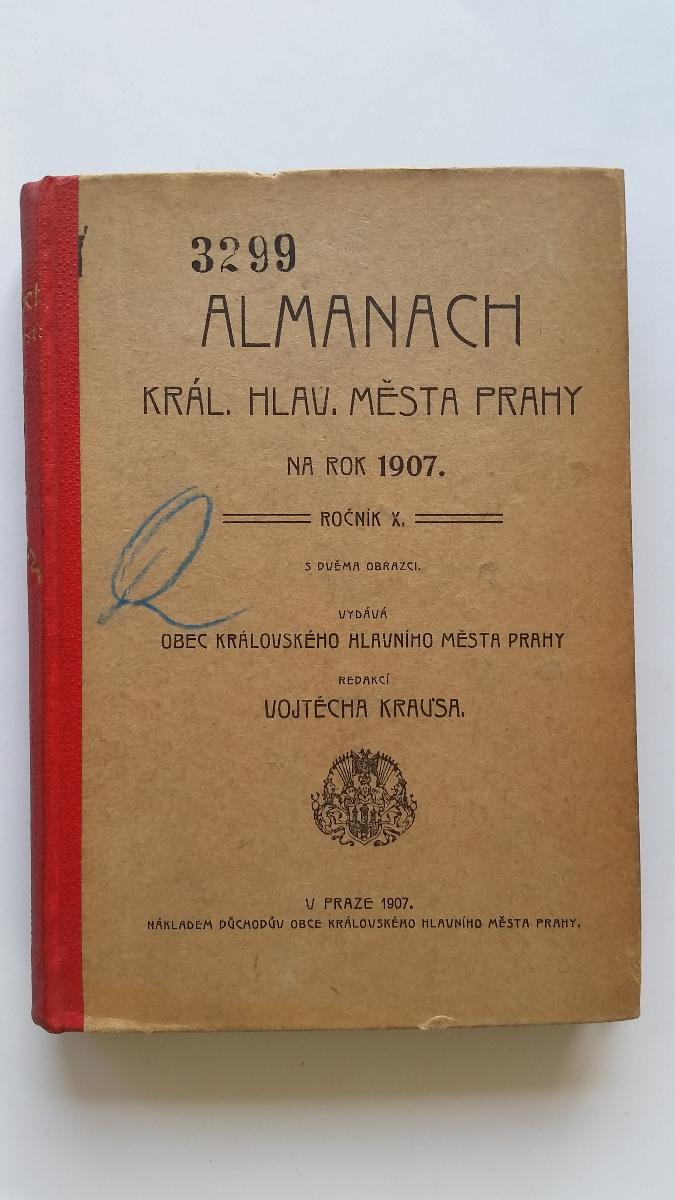 3299
ALMANACH
KRÁL. HLAV. MĚSTA PRAHY
NA ROK 1907.
ROČNÍK X.
S DVĚMA OBRAZCI.
VYDÁVÁ
OBEC KRÁLOVSKÉHO HLAVNÍHO MĚSTA PRAHY
REDAKCÍ
VOJTĚCHA KRAUSA.
V PRAZE 1907.
NÁKLADEM DŮCHODŮV OBCE KRÁLOVSKÉHO HLAVNÍHO MĚSTA PRAHY.